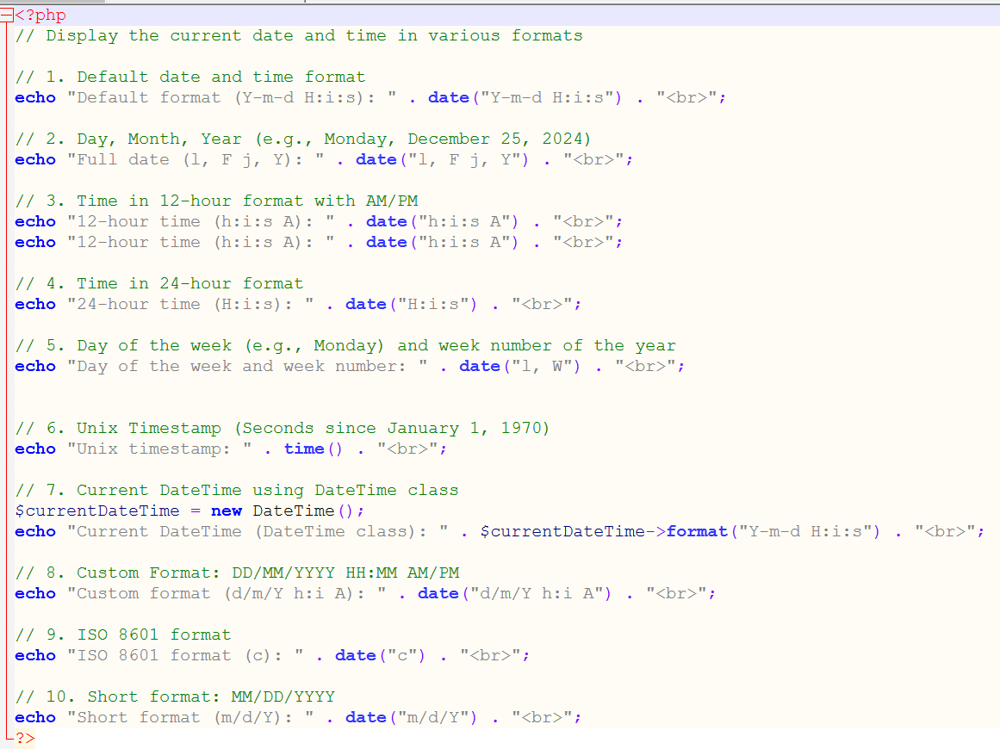 <?php
// Display the current date and time in various formats
// 1. Default date and time format
echo "Default format (Y-m-d H:i:s): " . date("Y-m-d H:i:s") . "<br>";
// 2. Day, Month, Year (e.g., Monday, December 25, 2024)
echo "Full date (l, F j, Y): " . date("l, F j, Y") . "<br>";
// 3. Time in 12-hour format with AM/PM
echo "12-hour time (h:i:s A): " . date("h:i:s A") . "<br>";
echo "12-hour time (h:i:s A): " . date("h:i:s A") . "<br>";
// 4. Time in 24-hour format
echo "24-hour time (H:i:s): " . date("H:i:s") . "<br>";
// 5. Day of the week (e.g., Monday) and week number of the year
echo "Day of the week and week number: " . date("l, W") . "<br>";
// 6. Unix Timestamp (Seconds since January 1, 1970)
echo "Unix timestamp: " . time() . "<br>";
// 7. Current DateTime using DateTime class
$currentDateTime = new DateTime();
echo "Current DateTime (DateTime class): " . $currentDateTime->format("Y-m-d H:i:s") . "<br>";
// 8. Custom Format: DD/MM/YYYY HH:MM AM/PM
echo "Custom format (d/m/Y h:i A): " . date("d/m/Y h:i A") . "<br>";
// 9. ISO 8601 format
echo "ISO 8601 format (c): " . date("c") . "<br>";
// 10. Short format: MM/DD/YYYY
echo "Short format (m/d/Y): " . date("m/d/Y") . "<br>";
?>